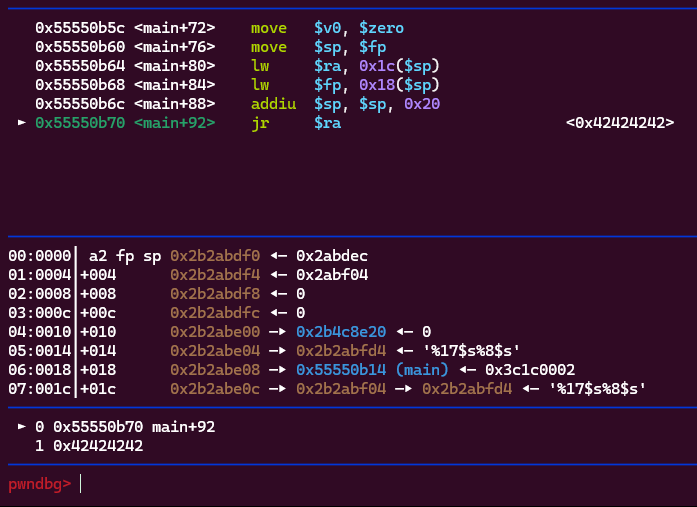 0x55550b5c <main+72> move $v0, $zero
0x55550b60 <main+76> move $sp, $fp
0x55550b64 <main+80> lw $ra, 0x1c($sp)
0x55550b68 <main+84> lw $fp, 0x18($sp)
0x55550b6c <main+88> addiu $sp, $sp, 0x20
► 0x55550b70 <main+92> jr $ra <0x42424242>
00:0000│ a2 fp sp 0x2b2abdf0 ◂— 0x2abdec
01:0004│+004 0x2b2abdf4 ◂— 0x2abf04
02:0008│+008 0x2b2abdf8 ◂— 0
03:000c│+00c 0x2b2abdfc ◂— 0
04:0010│+010 0x2b2abe00 —▸ 0x2b4c8e20 ◂— 0
05:0014│+014 0x2b2abe04 —▸ 0x2b2abfd4 ◂— '%17$s%8$s'
06:0018│+018 0x2b2abe08 —▸ 0x55550b14 (main) ◂— 0x3c1c0002
07:001c│+01c 0x2b2abe0c —▸ 0x2b2abf04 —▸ 0x2b2abfd4 ◂— '%17$s%8$s'
► 0 0x55550b70 main+92
1 0x42424242
pwndbg>